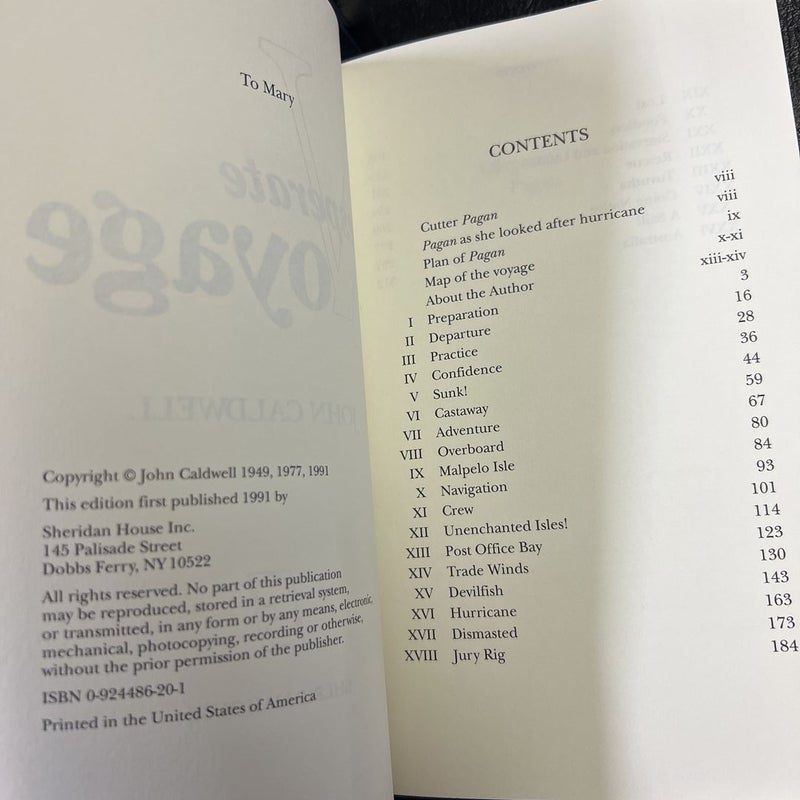 To Mary
Copyright © John Caldwell 1949, 1977, 1991
This edition first published 1991 by
Sheridan House Inc.
145 Palisade Street
Dobbs Ferry, NY 10522
All rights reserved. No part of this publication
may be reproduced, stored in a retrieval system,
or transmitted, in any form or by any means, electronic,
mechanical, photocopying, recording or otherwise,
without the prior permission of the publisher.
ISBN 0-924486-20-1
Printed in the United States of America
CONTENTS
Cutter Pagan viii
Pagan as she looked after hurricane viii
Plan of Pagan ix
Map of the voyage x-xi
About the Author xiii-xiv
I Preparation 3
II Departure 16
III Practice 28
IV Confidence 36
V Sunk! 44
VI Castaway 59
VII Adventure 67
VIII Overboard 80
IX Malpelo Isle 84
X Navigation 93
XI Crew 101
XII Unenchanted Isles! 114
XIII Post Office Bay 123
XIV Trade Winds 130
XV Devilfish 143
XVI Hurricane 163
XVII Dismasted 173
XVIII Jury Rig 184